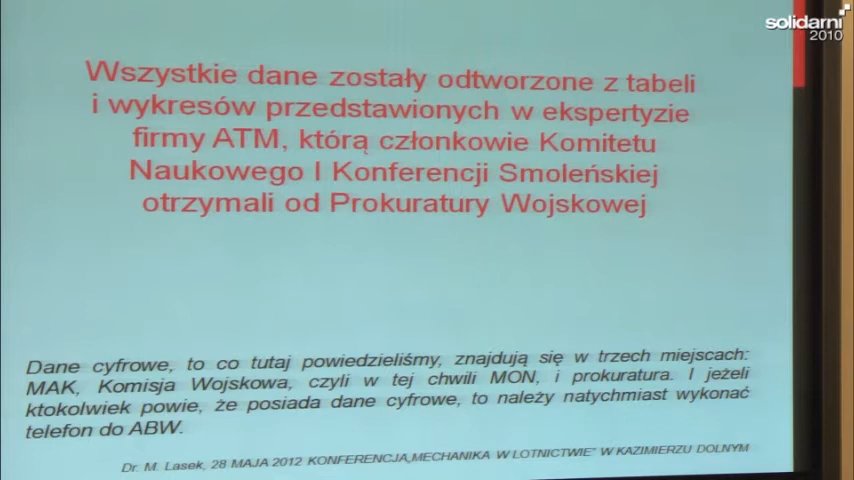 solidarni
2010
Wszystkie dane zostały odtworzone z tabeli
i wykresów przedstawionych w ekspertyzie
firmy ATM, którą członkowie Komitetu
Naukowego I Konferencji Smoleńskiej
otrzymali od Prokuratury Wojskowej
Dane cyfrowe, to co tutaj powiedzieliśmy, znajdują się w trzech miejscach:
MAK, Komisja Wojskowa, czyli w tej chwili MON, i prokuratura. I jeżeli
ktokolwiek powie, że posiada dane cyfrowe, to należy natychmiast wykonać
telefon do ABW.
Dr. M. Lasek, 28 MAJA 2012 KONFERENCJA„MECHANIKA W LOTNICTWIE” W KAZIMIERZU DOLNYM